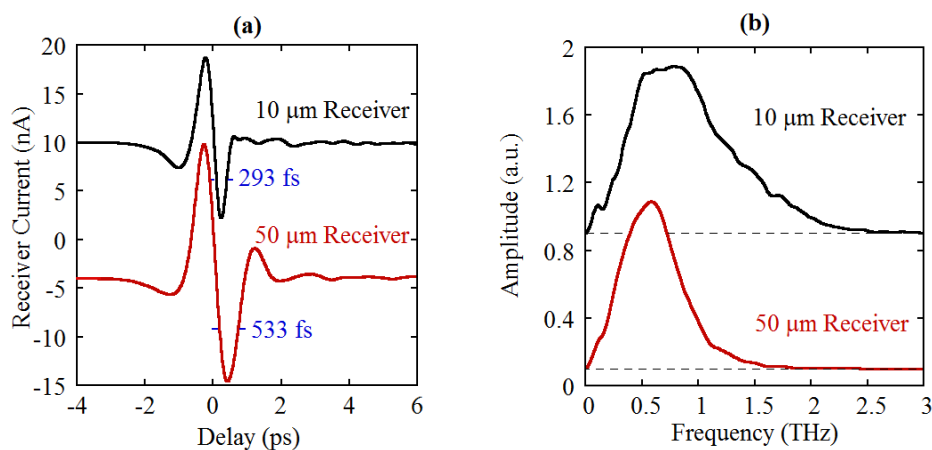 (a)
20
15
10
5
0
-5
-10
-15
-4
-2
0
2
4
6
Receiver Current (nA)
Delay (ps)
10 µm Receiver
293 fs
50 µm Receiver
533 fs
(b)
2
1.6
1.2
0.8
0.4
0
0
0.5
1
1.5
2
2.5
3
Amplitude (a.u.)
Frequency (THz)
10 µm Receiver
50 µm Receiver